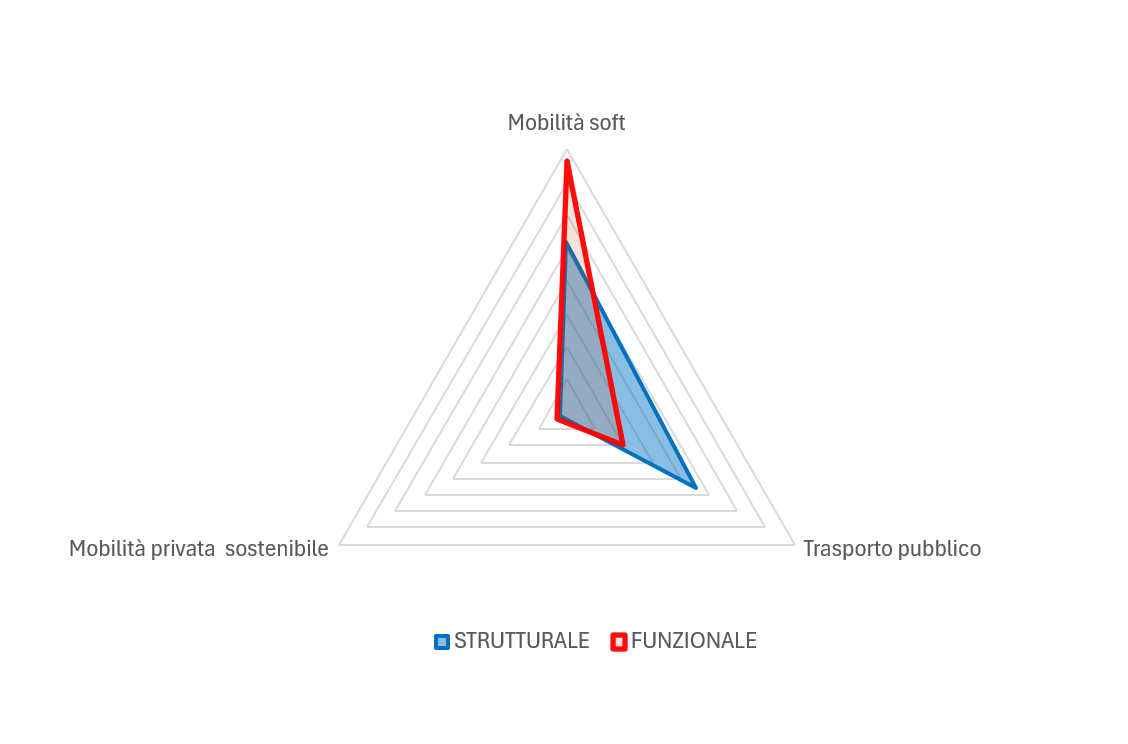 Mobilità soft
Mobilità privata  sostenibile
Trasporto pubblico
STRUTTURALE
FUNZIONALE